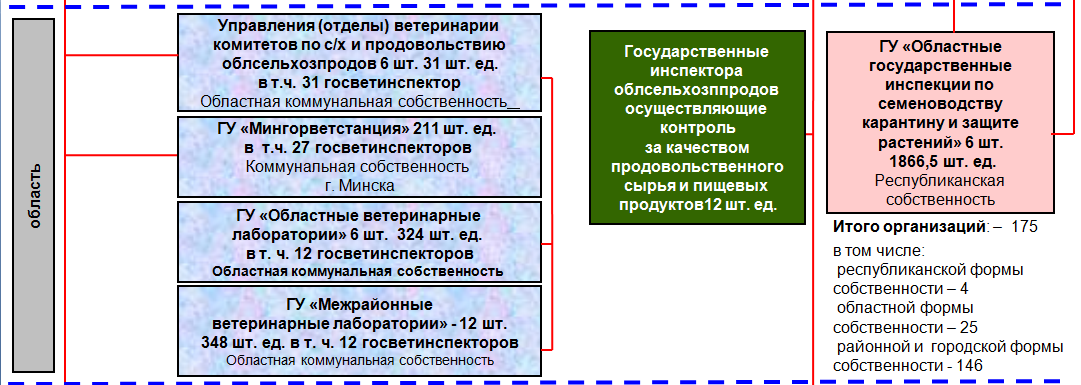 область
Управления (отделы) ветеринарии
комитетов по с/х и продовольствию
облсельхозпродов 6 шт. 31 шт. ед.
в т.ч. 31 госветинспектор
Областная коммунальная собственность_
ГУ «Мингорветстанция» 211 шт. ед.
в т.ч. 27 госветинспекторов
Коммунальная собственность
г. Минска
ГУ «Областные ветеринарные
лаборатории» 6 шт. 324 шт. ед.
в т. ч. 12 госветинспекторов
Областная коммунальная собственность
ГУ «Межрайонные
ветеринарные лаборатории» - 12 шт.
348 шт. ед. в т. ч. 12 госветинспекторов
Областная коммунальная собственность
Государственные
инспектора
облсельхозппродов
осуществляющие
контроль
за качеством
продовольственного
сырья и пищевых
продуктов12 шт. ед.
ГУ «Областные
государственные
инспекции по
семеноводству
карантину и защите
растений» 6 шт.
1866,5 шт. ед.
Республиканская
собственность
Итого организаций: – 175
в том числе:
республиканской формы
собственности – 4
областной формы
собственности – 25
районной и городской формы
собственности - 146